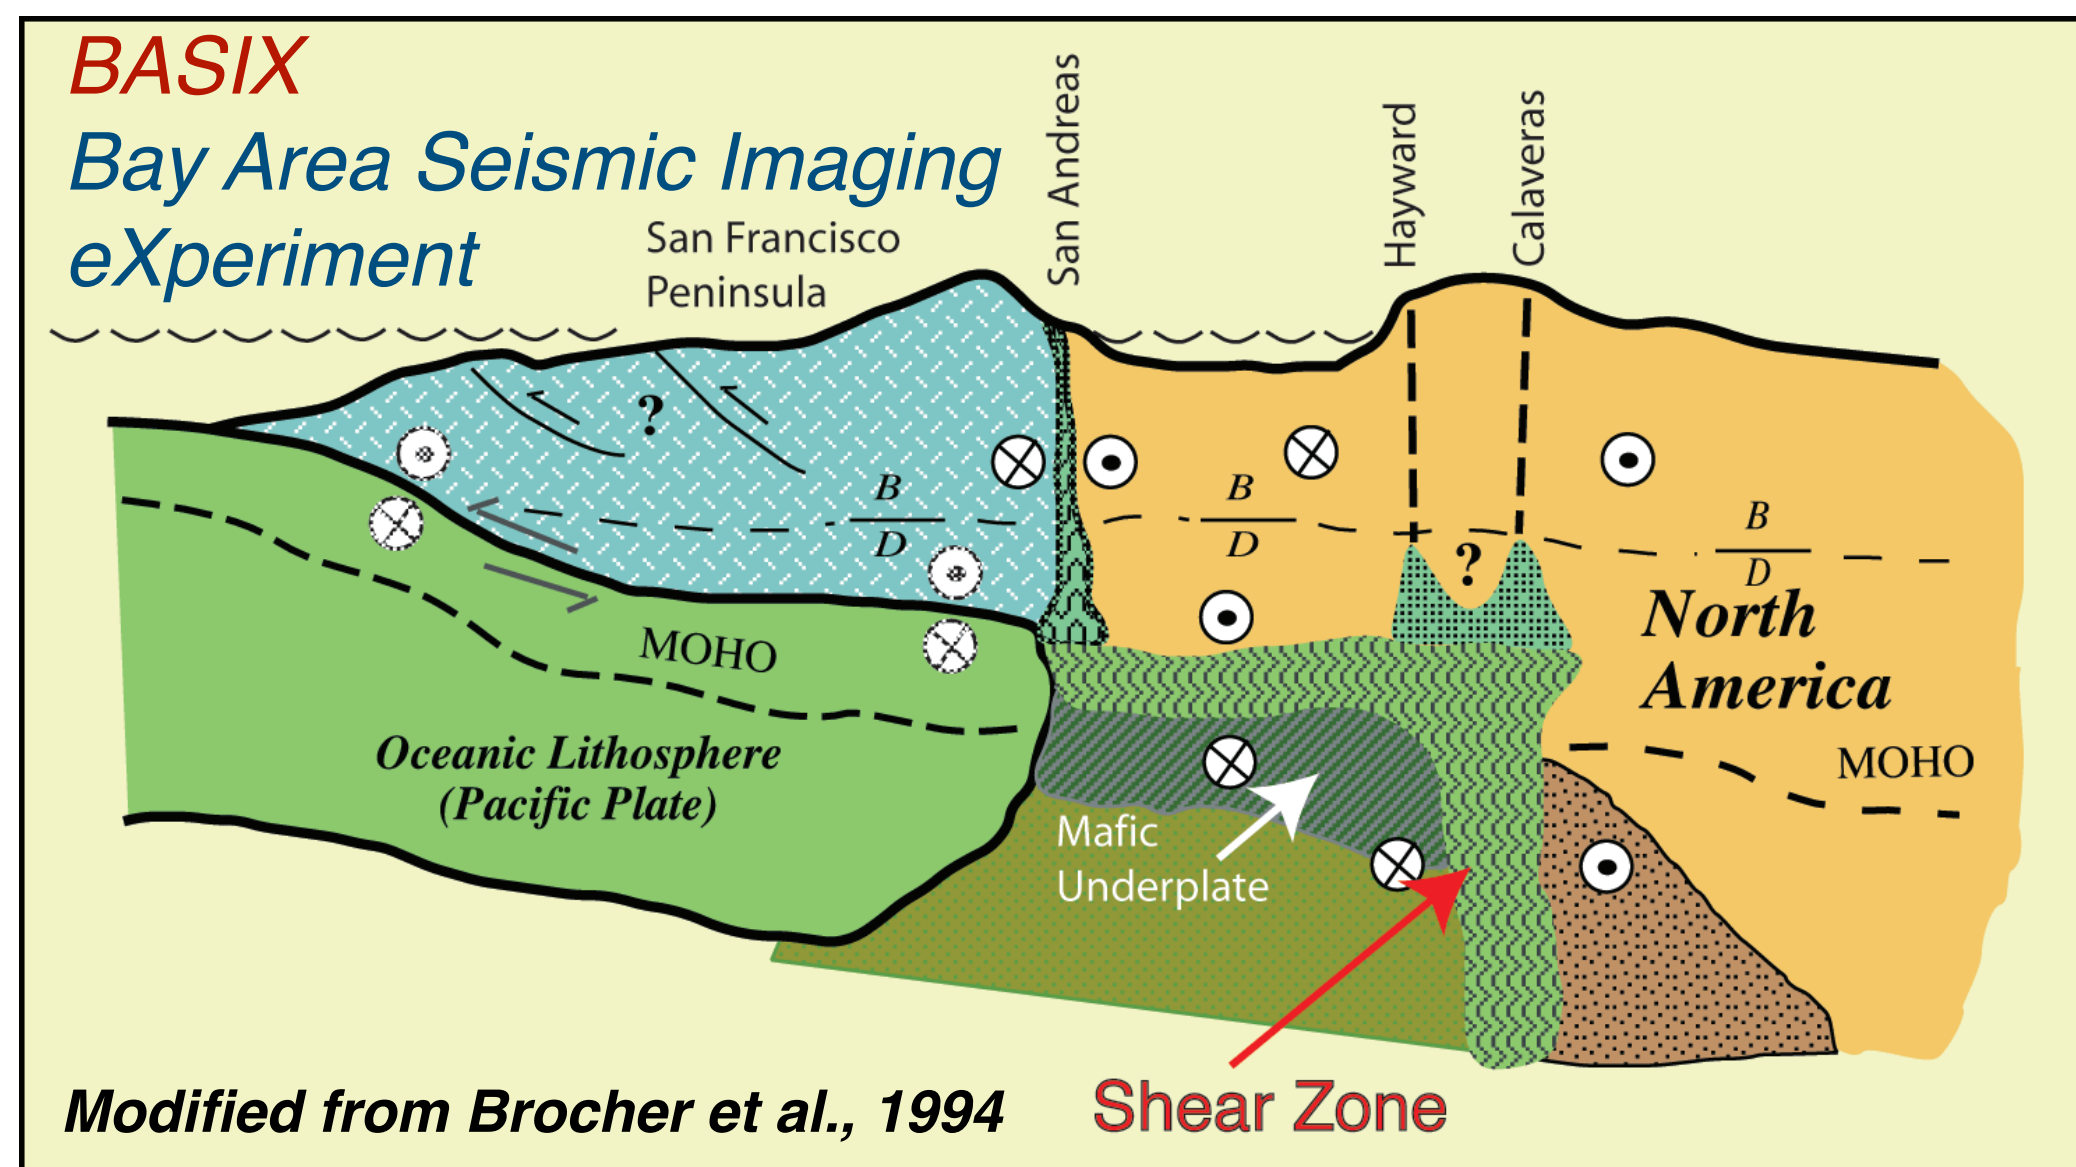 BASIX
Bay Area Seismic Imaging
eXperiment
San Francisco
Peninsula
San Andreas
Hayward
Calaveras
?
B
D
B
D
B
D
?
North
America
MOHO
MOHO
Oceanic Lithosphere
(Pacific Plate)
Mafic
Underplate
Shear Zone
Modified from Brocher et al., 1994